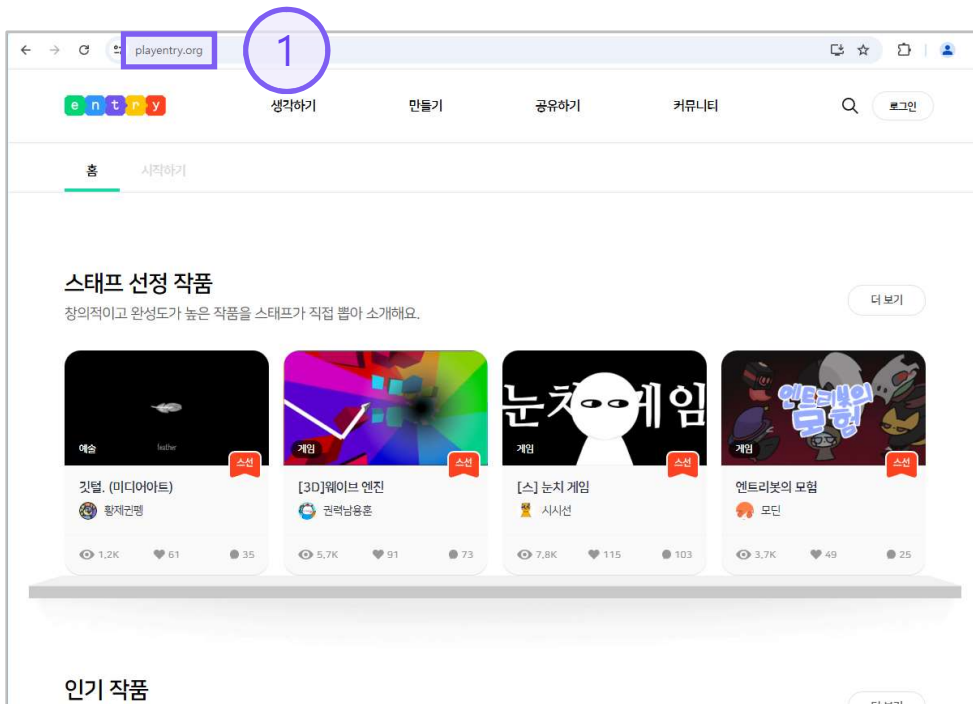 playentry.org
1
entry
생각하기 만들기 공유하기 커뮤니티 로그인
홈 시작하기
스태프 선정 작품
더 보기
창의적이고 완성도가 높은 작품을 스태프가 직접 뽑아 소개해요.
예술 feather 스선
깃털. (미디어아트)
황제귄펭
1,2K 61 35
게임 스선
[3D]웨이브 엔진
권력남용훈
5,7K 91 73
눈치게임
게임 스선
[스] 눈치 게임
시시선
7,8K 115 103
엔트리봇의 모험
게임 스선
엔트리봇의 모험
모딘
3,7K 49 25
인기 작품
더 보기